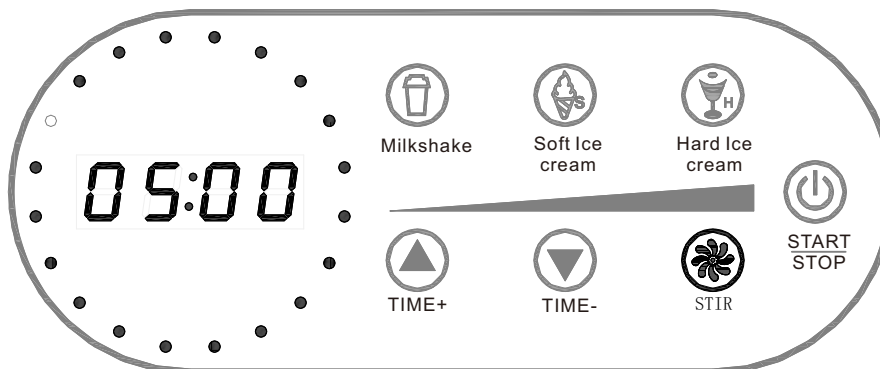 05:00
Milkshake
Soft Ice
cream
S
Hard Ice
cream
H
TIME+
TIME-
STIR
START
STOP